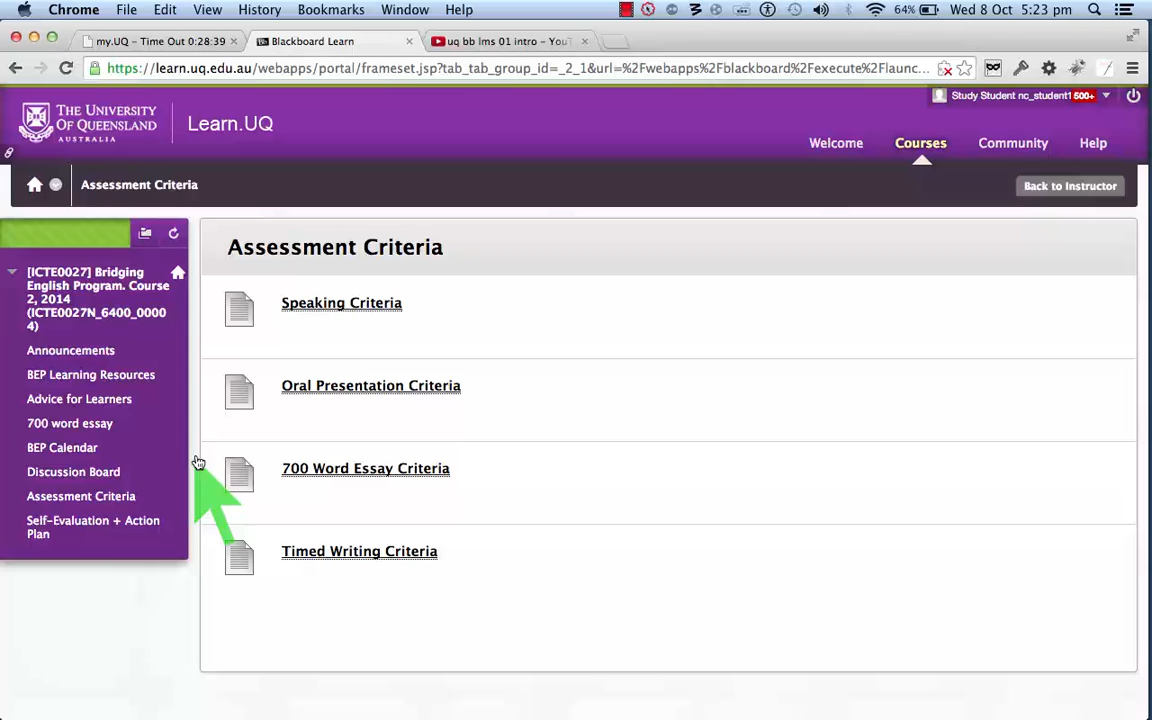 Chrome File Edit View History Bookmarks Window Help 64% Wed 8 Oct 5:23 pm
my.UQ – Time Out 0:28:39 × Blackboard Learn × uq bb lms 01 intro – YouT ×
https://learn.uq.edu.au/webapps/portal/frameset.jsp?tab_tab_group_id=_2_1&url=%2Fwebapps%2Fblackboard%2Fexecute%2Flaunc...
Study Student nc_student1 500+
THE UNIVERSITY
OF QUEENSLAND
AUSTRALIA
Learn.UQ
Welcome Courses Community Help
Assessment Criteria
Back to Instructor
[ICTE0027] Bridging
English Program. Course
2, 2014
(ICTE0027N_6400_0000
4)
Announcements
BEP Learning Resources
Advice for Learners
700 word essay
BEP Calendar
Discussion Board
Assessment Criteria
Self-Evaluation + Action
Plan
Assessment Criteria
Speaking Criteria
Oral Presentation Criteria
700 Word Essay Criteria
Timed Writing Criteria